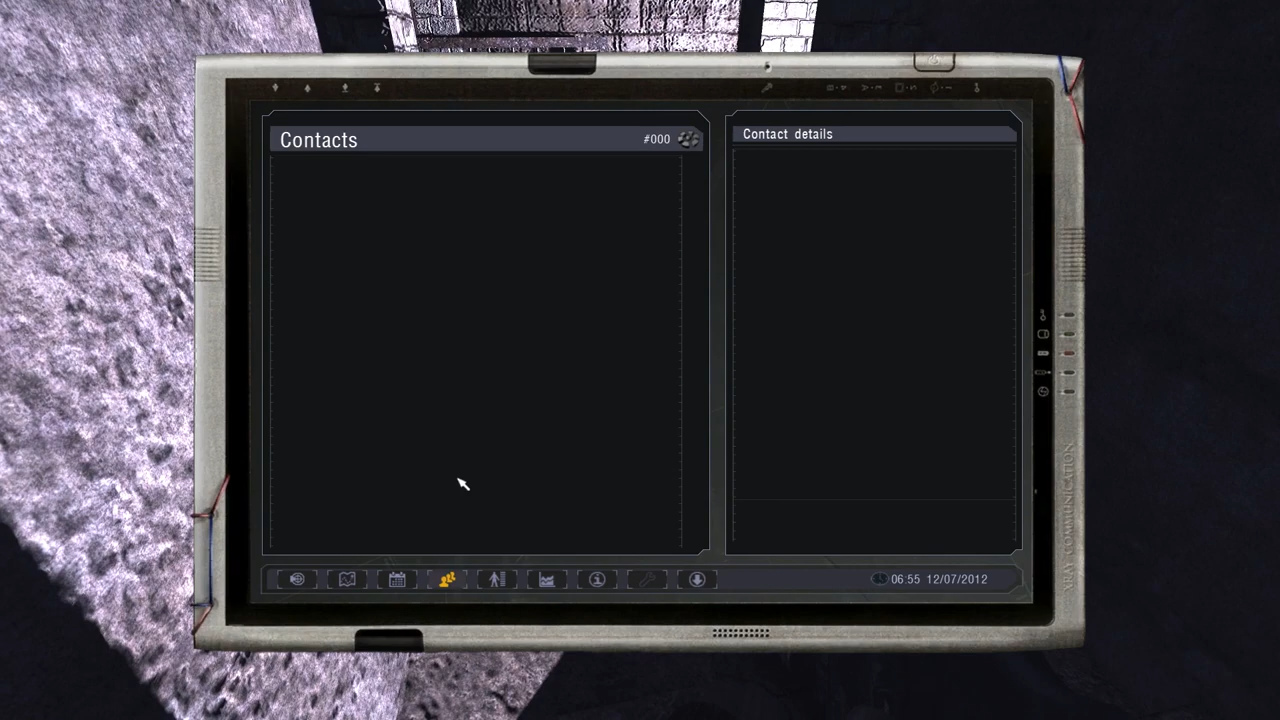 Contacts
#000
Contact details
06:55 12/07/2012
XRAY COMMUNICATION